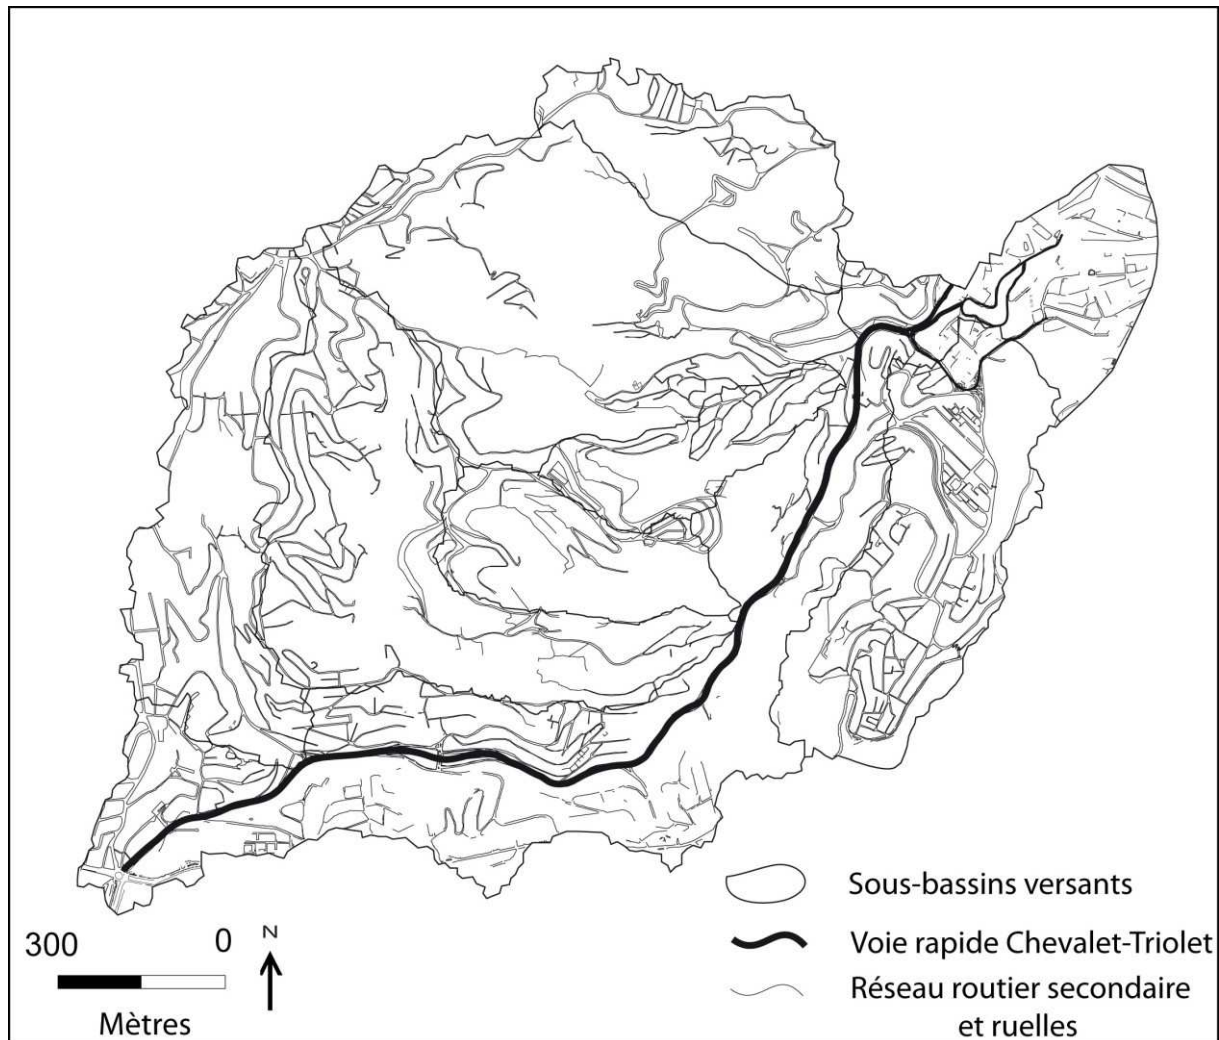 Sous-bassins versants
300 0 N
Voie rapide Chevalet-Triolet
Réseau routier secondaire
et ruelles
Mètres